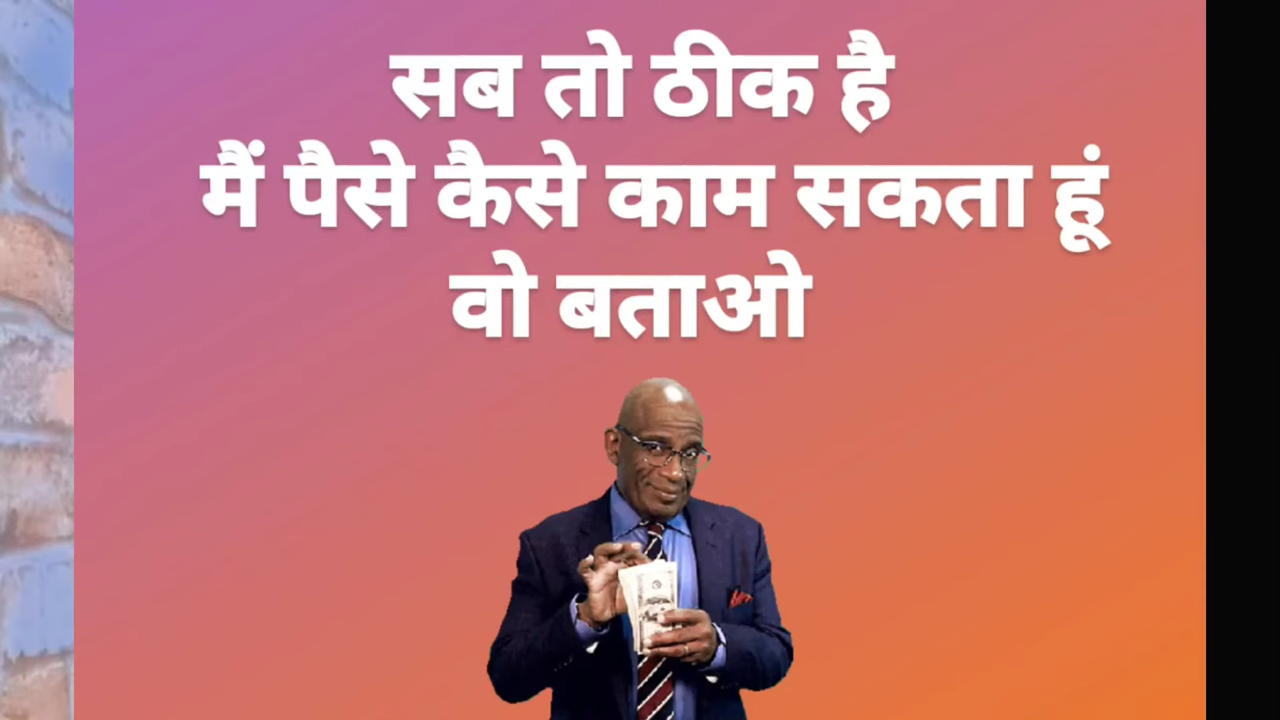 सब तो ठीक है
मैं पैसे कैसे काम सकता हूं
वो बताओ